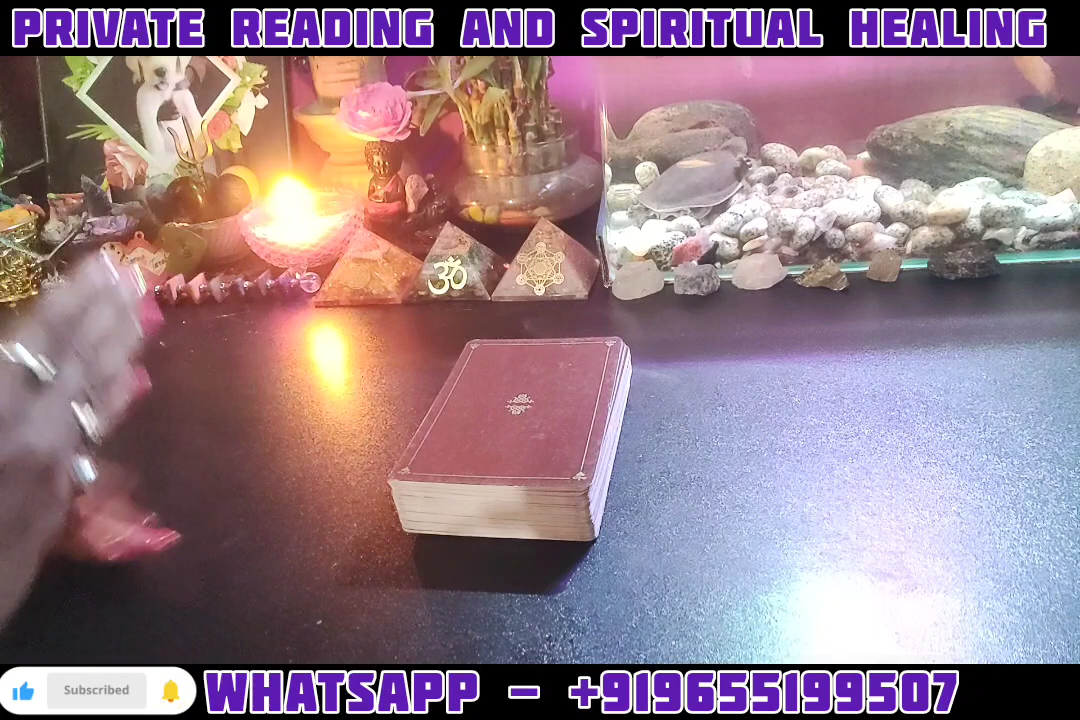 PRIVATE READING AND SPIRITUAL HEALING
ॐ
Subscribed
WHATSAPP - +919655199507